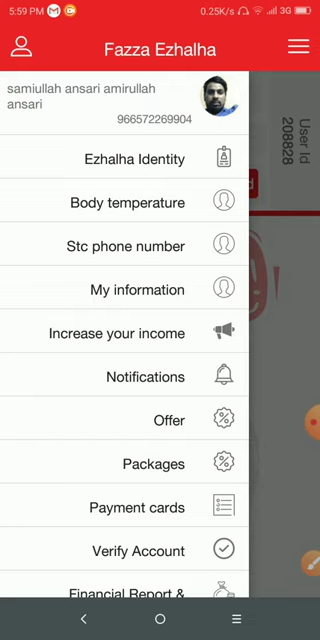 5:59 PM 0.25K/s 3G
Fazza Ezhalha
samiullah ansari amirullah
ansari
966572269904
User Id
208828
Ezhalha Identity
d
Body temperature
Stc phone number
My information
Increase your income
Notifications
Offer
Packages
Payment cards
Verify Account
Financial Report &